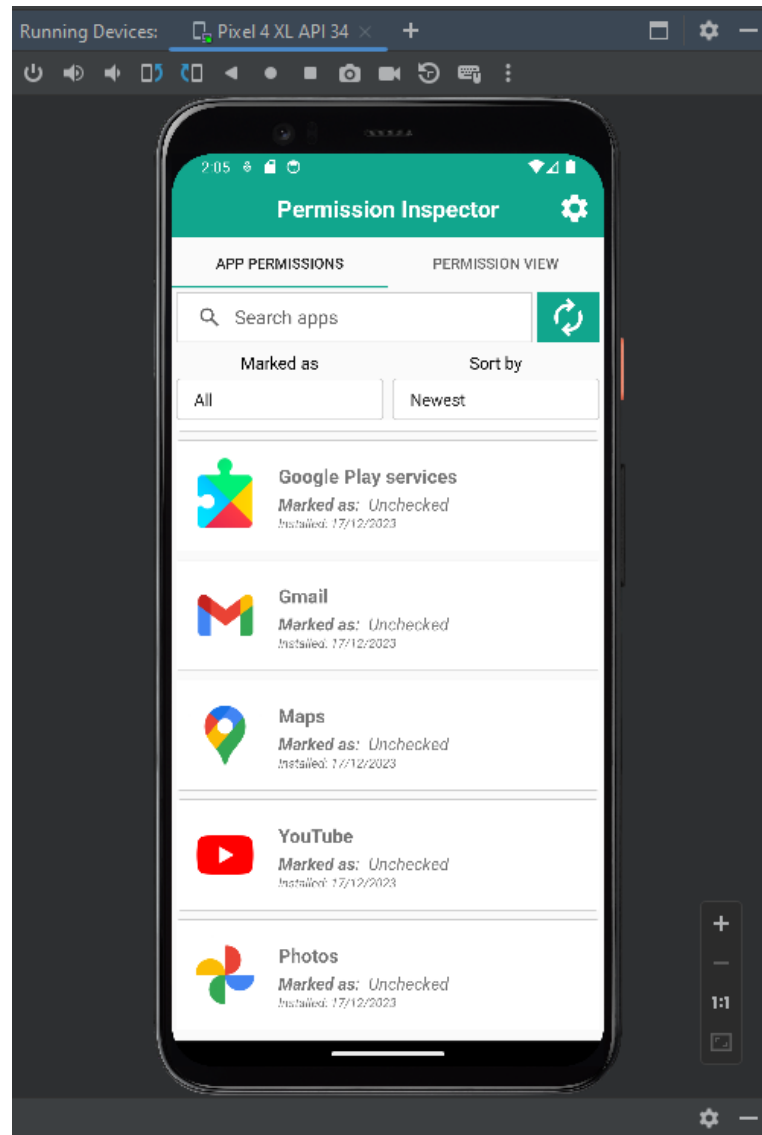 Running Devices: Pixel 4 XL API 34
2:05
Permission Inspector
APP PERMISSIONS PERMISSION VIEW
Search apps
Marked as Sort by
All Newest
Google Play services
Marked as: Unchecked
Installed: 17/12/2023
Gmail
Marked as: Unchecked
Installed: 17/12/2023
Maps
Marked as: Unchecked
Installed: 17/12/2023
YouTube
Marked as: Unchecked
Installed: 17/12/2023
Photos
Marked as: Unchecked
Installed: 17/12/2023
1:1